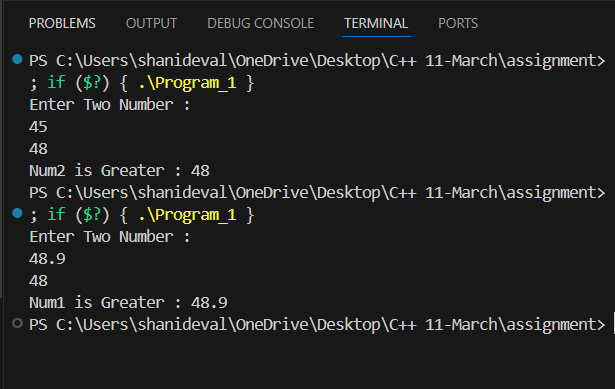 PROBLEMS OUTPUT DEBUG CONSOLE TERMINAL PORTS
PS C:\Users\shanideval\OneDrive\Desktop\C++ 11-March\assignment>
; if ($?) { .\Program_1 }
Enter Two Number :
45
48
Num2 is Greater : 48
PS C:\Users\shanideval\OneDrive\Desktop\C++ 11-March\assignment>
; if ($?) { .\Program_1 }
Enter Two Number :
48.9
48
Num1 is Greater : 48.9
PS C:\Users\shanideval\OneDrive\Desktop\C++ 11-March\assignment>